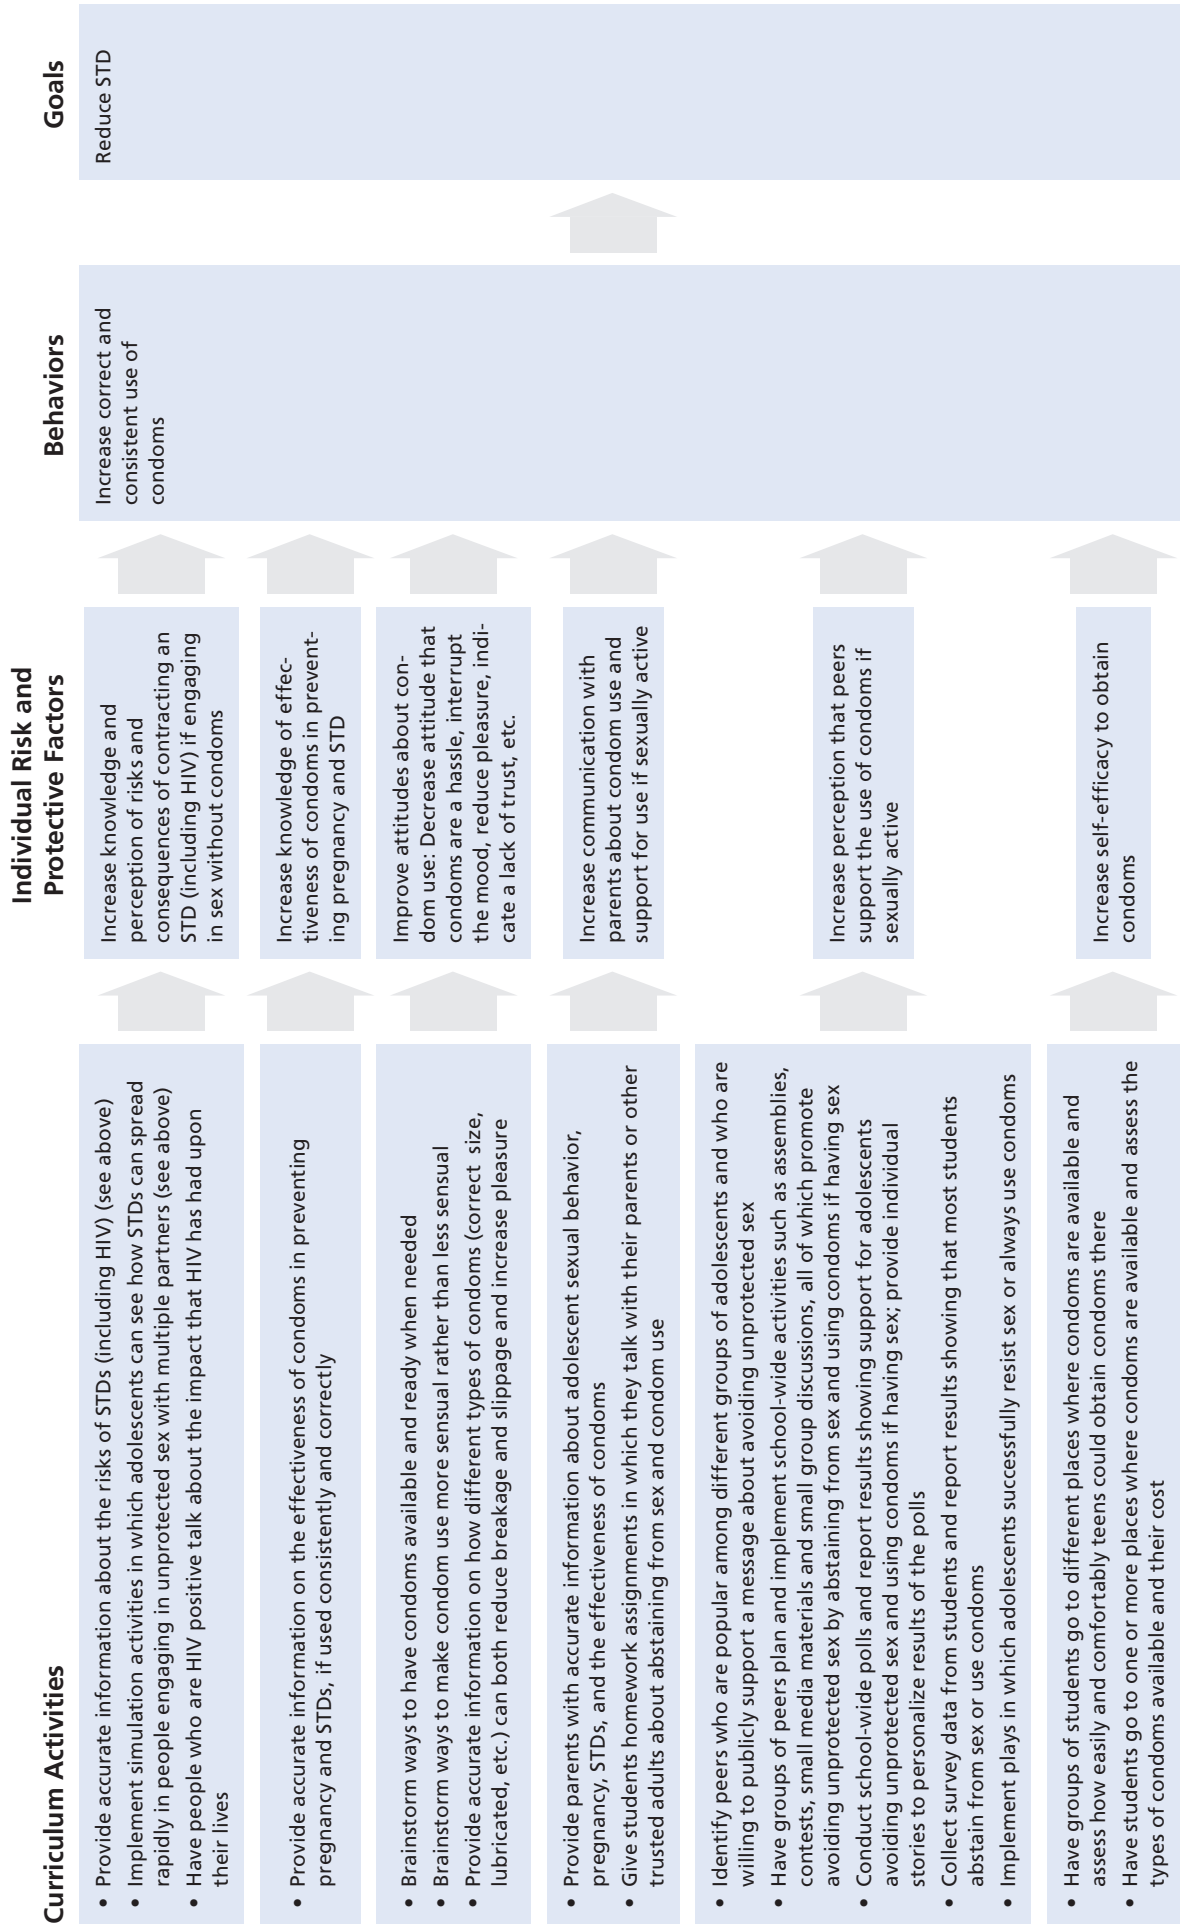 Curriculum Activities
Individual Risk and
Protective Factors
Behaviors
Goals
• Provide accurate information about the risks of STDs (including HIV) (see above)
• Implement simulation activities in which adolescents can see how STDs can spread
rapidly in people engaging in unprotected sex with multiple partners (see above)
• Have people who are HIV positive talk about the impact that HIV has had upon
their lives
Increase knowledge and
perception of risks and
consequences of contracting an
STD (including HIV) if engaging
in sex without condoms
Increase correct and
consistent use of
condoms
Reduce STD
• Provide accurate information on the effectiveness of condoms in preventing
pregnancy and STDs, if used consistently and correctly
Increase knowledge of effec-
tiveness of condoms in prevent-
ing pregnancy and STD
• Brainstorm ways to have condoms available and ready when needed
• Brainstorm ways to make condom use more sensual rather than less sensual
• Provide accurate information on how different types of condoms (correct size,
lubricated, etc.) can both reduce breakage and slippage and increase pleasure
Improve attitudes about con-
dom use: Decrease attitude that
condoms are a hassle, interrupt
the mood, reduce pleasure, indi-
cate a lack of trust, etc.
• Provide parents with accurate information about adolescent sexual behavior,
pregnancy, STDs, and the effectiveness of condoms
• Give students homework assignments in which they talk with their parents or other
trusted adults about abstaining from sex and condom use
Increase communication with
parents about condom use and
support for use if sexually active
• Identify peers who are popular among different groups of adolescents and who are
willing to publicly support a message about avoiding unprotected sex
• Have groups of peers plan and implement school-wide activities such as assemblies,
contests, small media materials and small group discussions, all of which promote
avoiding unprotected sex by abstaining from sex and using condoms if having sex
• Conduct school-wide polls and report results showing support for adolescents
avoiding unprotected sex and using condoms if having sex; provide individual
stories to personalize results of the polls
• Collect survey data from students and report results showing that most students
abstain from sex or use condoms
• Implement plays in which adolescents successfully resist sex or always use condoms
Increase perception that peers
support the use of condoms if
sexually active
• Have groups of students go to different places where condoms are available and
assess how easily and comfortably teens could obtain condoms there
• Have students go to one or more places where condoms are available and assess the
types of condoms available and their cost
Increase self-efficacy to obtain
condoms